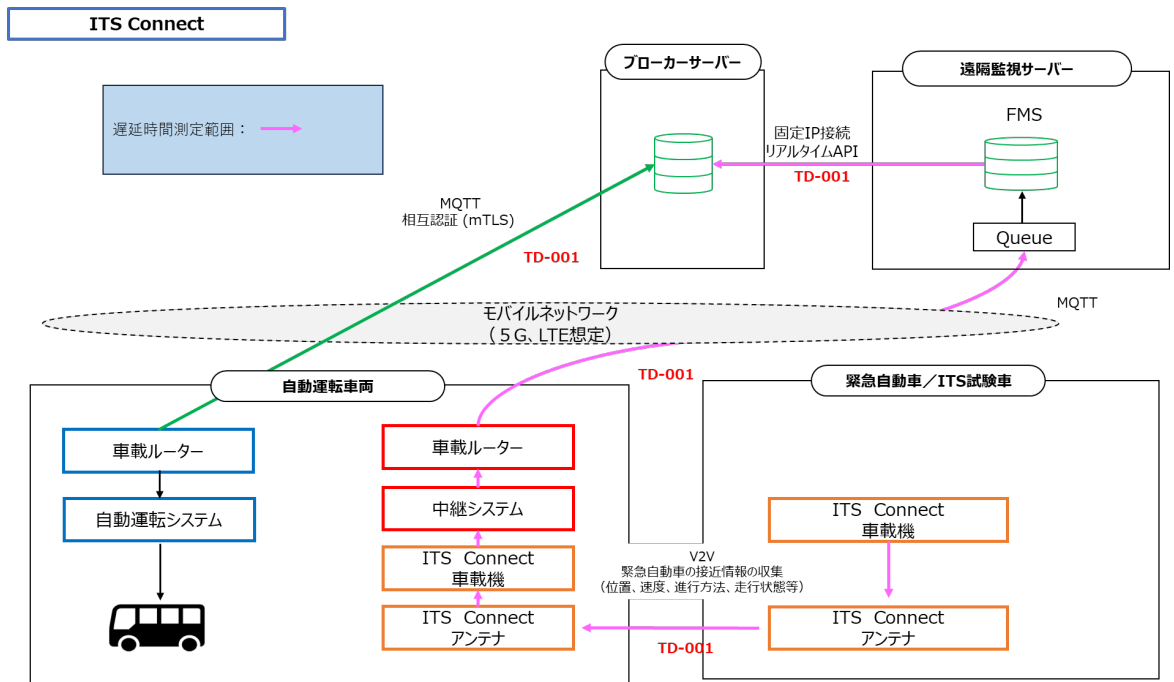 ITS Connect
ブローカーサーバー
遠隔監視サーバー
遅延時間測定範囲：
FMS
固定IP接続
リアルタイムAPI
TD-001
MQTT
相互認証 (mTLS)
TD-001
Queue
MQTT
モバイルネットワーク
（５G、LTE想定）
TD-001
自動運転車両
緊急自動車／ITS試験車
車載ルーター
自動運転システム
車載ルーター
中継システム
ITS Connect
車載機
ITS Connect
アンテナ
V2V
緊急自動車の接近情報の収集
（位置、速度、進行方法、走行状態等）
TD-001
ITS Connect
車載機
ITS Connect
アンテナ